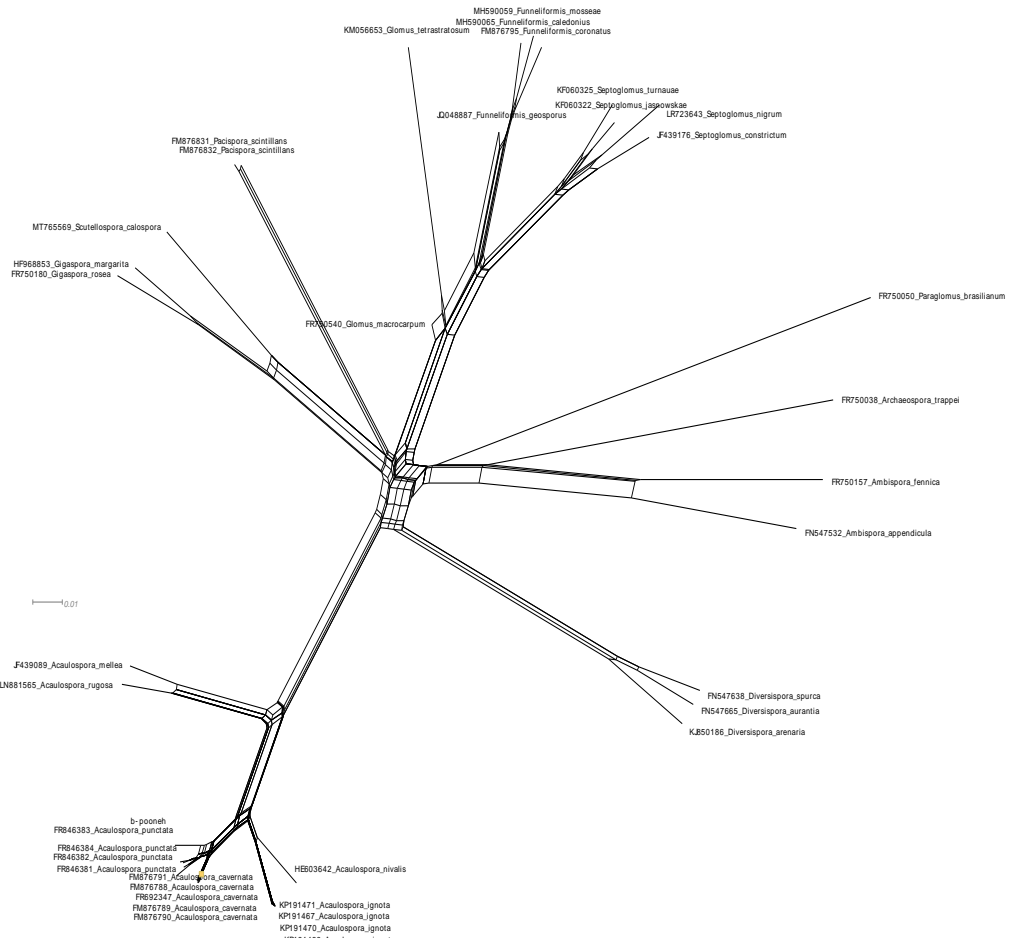 MH590059_Funneliformis_mosseae
MH590065_Funneliformis_caledonius
KM056653_Glomus_tetrastratosum
FM876795_Funneliformis_coronatus
KF060325_Septoglomus_turnauae
KF060322_Septoglomus_jasnowskae
LR723643_Septoglomus_nigrum
JQ048887_Funneliformis_geosporus
JF439176_Septoglomus_constrictum
FM876831_Pacispora_scintillans
FM876832_Pacispora_scintillans
MT765569_Scutellospora_calospora
HF968853_Gigaspora_margarita
FR750180_Gigaspora_rosea
FR750050_Paraglomus_brasilianum
FR750540_Glomus_macrocarpum
FR750038_Archaeospora_trappei
FR750157_Ambispora_fennica
FN547532_Ambispora_appendicula
0.01
JF439089_Acaulospora_mellea
LN881565_Acaulospora_rugosa
FN547638_Diversispora_spurca
FN547665_Diversispora_aurantia
KJ850186_Diversispora_arenaria
b-pooneh
FR846383_Acaulospora_punctata
FR846384_Acaulospora_punctata
FR846382_Acaulospora_punctata
FR846381_Acaulospora_punctata
HE603642_Acaulospora_nivalis
FM876791_Acaulospora_cavernata
FM876788_Acaulospora_cavernata
FR692347_Acaulospora_cavernata
KP191471_Acaulospora_ignota
FM876789_Acaulospora_cavernata
KP191467_Acaulospora_ignota
FM876790_Acaulospora_cavernata
KP191470_Acaulospora_ignota